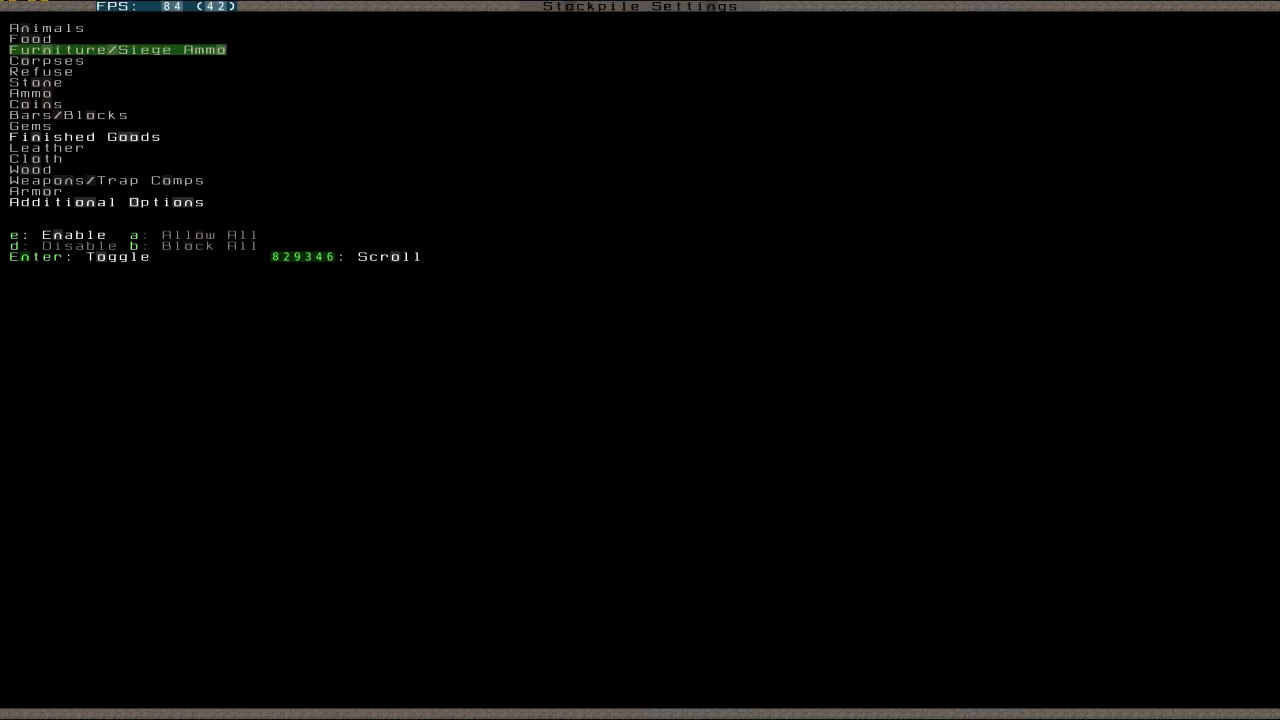 FPS: 84 (42) Stockpile Settings
Animals
Food
Furniture/Siege Ammo
Corpses
Refuse
Stone
Ammo
Coins
Bars/Blocks
Gems
Finished Goods
Leather
Cloth
Wood
Weapons/Trap Comps
Armor
Additional Options
e: Enable a: Allow All
d: Disable b: Block All
Enter: Toggle 829346: Scroll